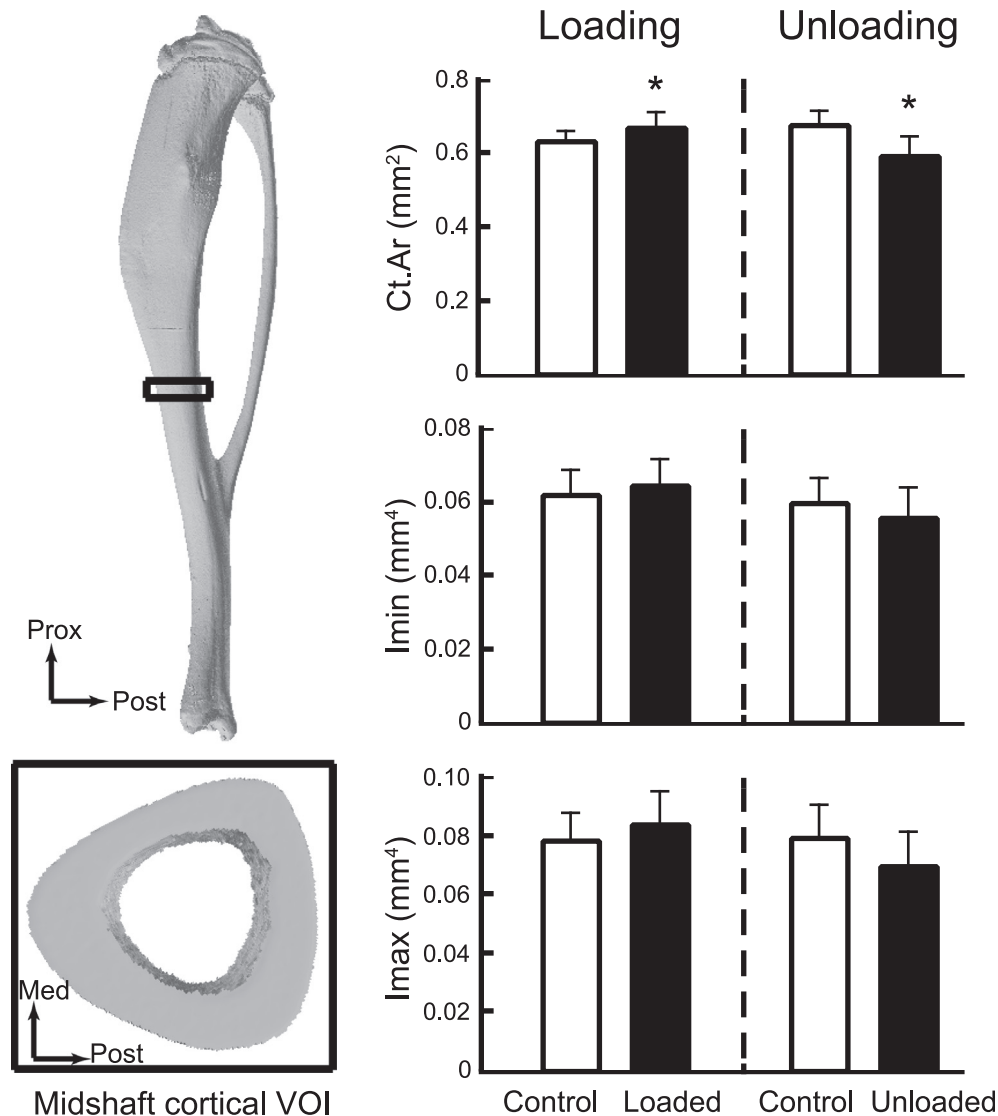 Loading
Unloading
Ct.Ar (mm²)
0.8
0.6
0.4
0.2
0
*
*
Imin (mm⁴)
0.08
0.06
0.04
0.02
0
Imax (mm⁴)
0.10
0.08
0.06
0.04
0.02
0
Control
Loaded
Control
Unloaded
Prox
Post
Med
Post
Midshaft cortical VOI